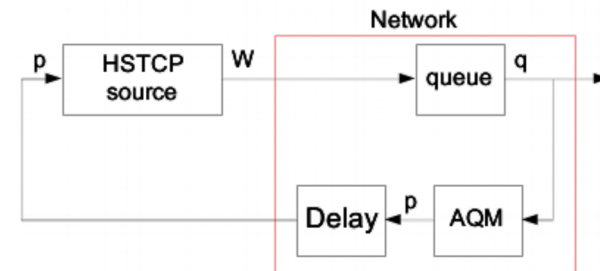 Network
p
HSTCP
source
W
queue
q
Delay
p
AQM